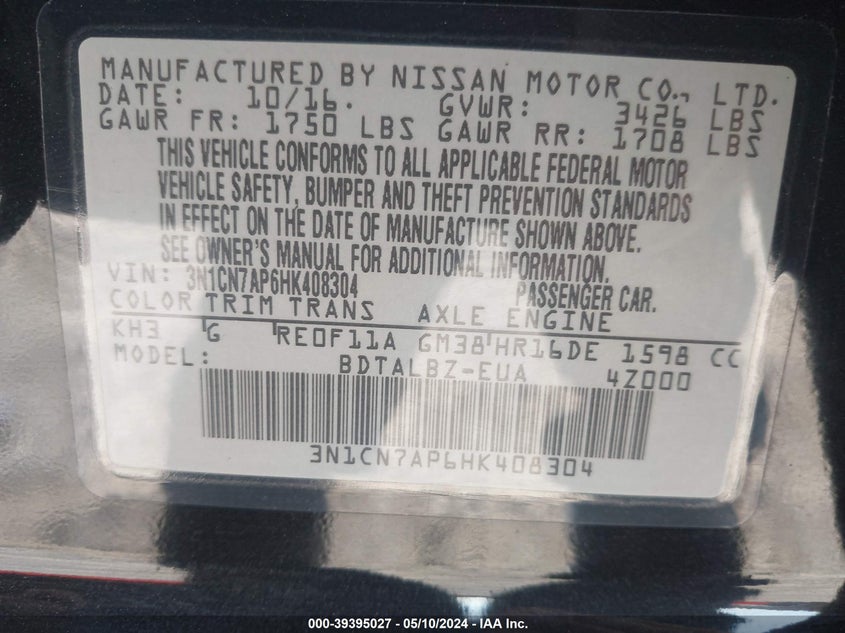 MANUFACTURED BY NISSAN MOTOR CO., LTD.
DATE: 10/16. GVWR: 3426 LBS
GAWR FR: 1750 LBS GAWR RR: 1708 LBS
THIS VEHICLE CONFORMS TO ALL APPLICABLE FEDERAL MOTOR
VEHICLE SAFETY, BUMPER AND THEFT PREVENTION STANDARDS
IN EFFECT ON THE DATE OF MANUFACTURE SHOWN ABOVE.
SEE OWNER'S MANUAL FOR ADDITIONAL INFORMATION.
VIN: 3N1CN7AP6HK408304 PASSENGER CAR.
COLOR TRIM TRANS AXLE ENGINE
KH3 G RE0F11A GM38 HR16DE 1598 CC
MODEL: BDTALBZ-EUA 4Z000
3N1CN7AP6HK408304
000-39395027 - 05/10/2024 - IAA Inc.